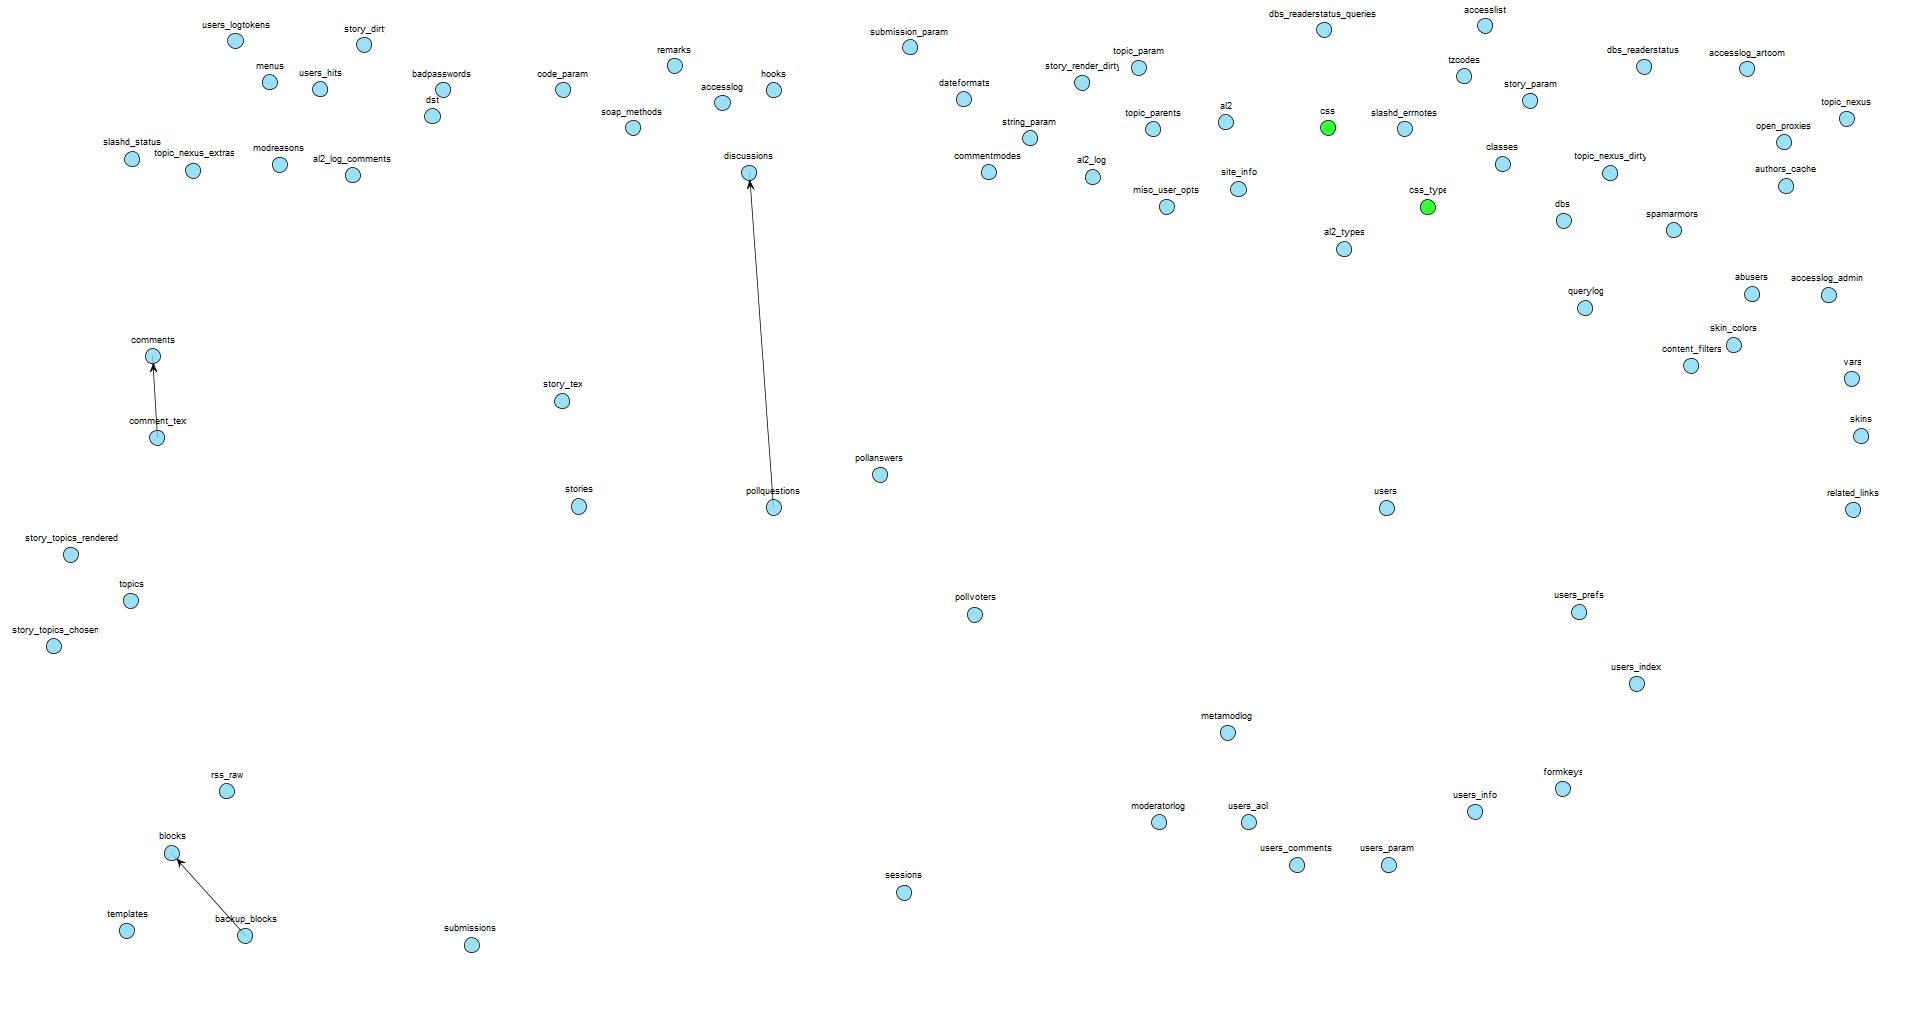 accesslist
dbs_readerstatus_queries
users_logtokens
story_dirt
submission_param
remarks
topic_param
dbs_readerstatus
accesslog_artcom
tzcodes
menus
story_render_dirty
users_hits
badpasswords
code_param
hooks
dateformats
story_param
accesslog
dst
topic_nexus
al2
soap_methods
css
topic_parents
slashd_errnotes
string_param
open_proxies
slashd_status
modreasons
classes
topic_nexus_extras
discussions
commentmodes
topic_nexus_dirty
al2_log_comments
al2_log
authors_cache
site_info
misc_user_opts
css_type
dbs
spamarmors
al2_types
abusers
accesslog_admin
querylog
skin_colors
comments
content_filters
vars
story_tex
skins
comment_tex
pollanswers
stories
pollquestions
users
related_links
story_topics_rendered
topics
users_prefs
pollvoters
story_topics_chosen
users_index
metamodlog
formkeys
rss_raw
users_info
moderatorlog
users_acl
blocks
users_comments
users_param
sessions
templates
backup_blocks
submissions